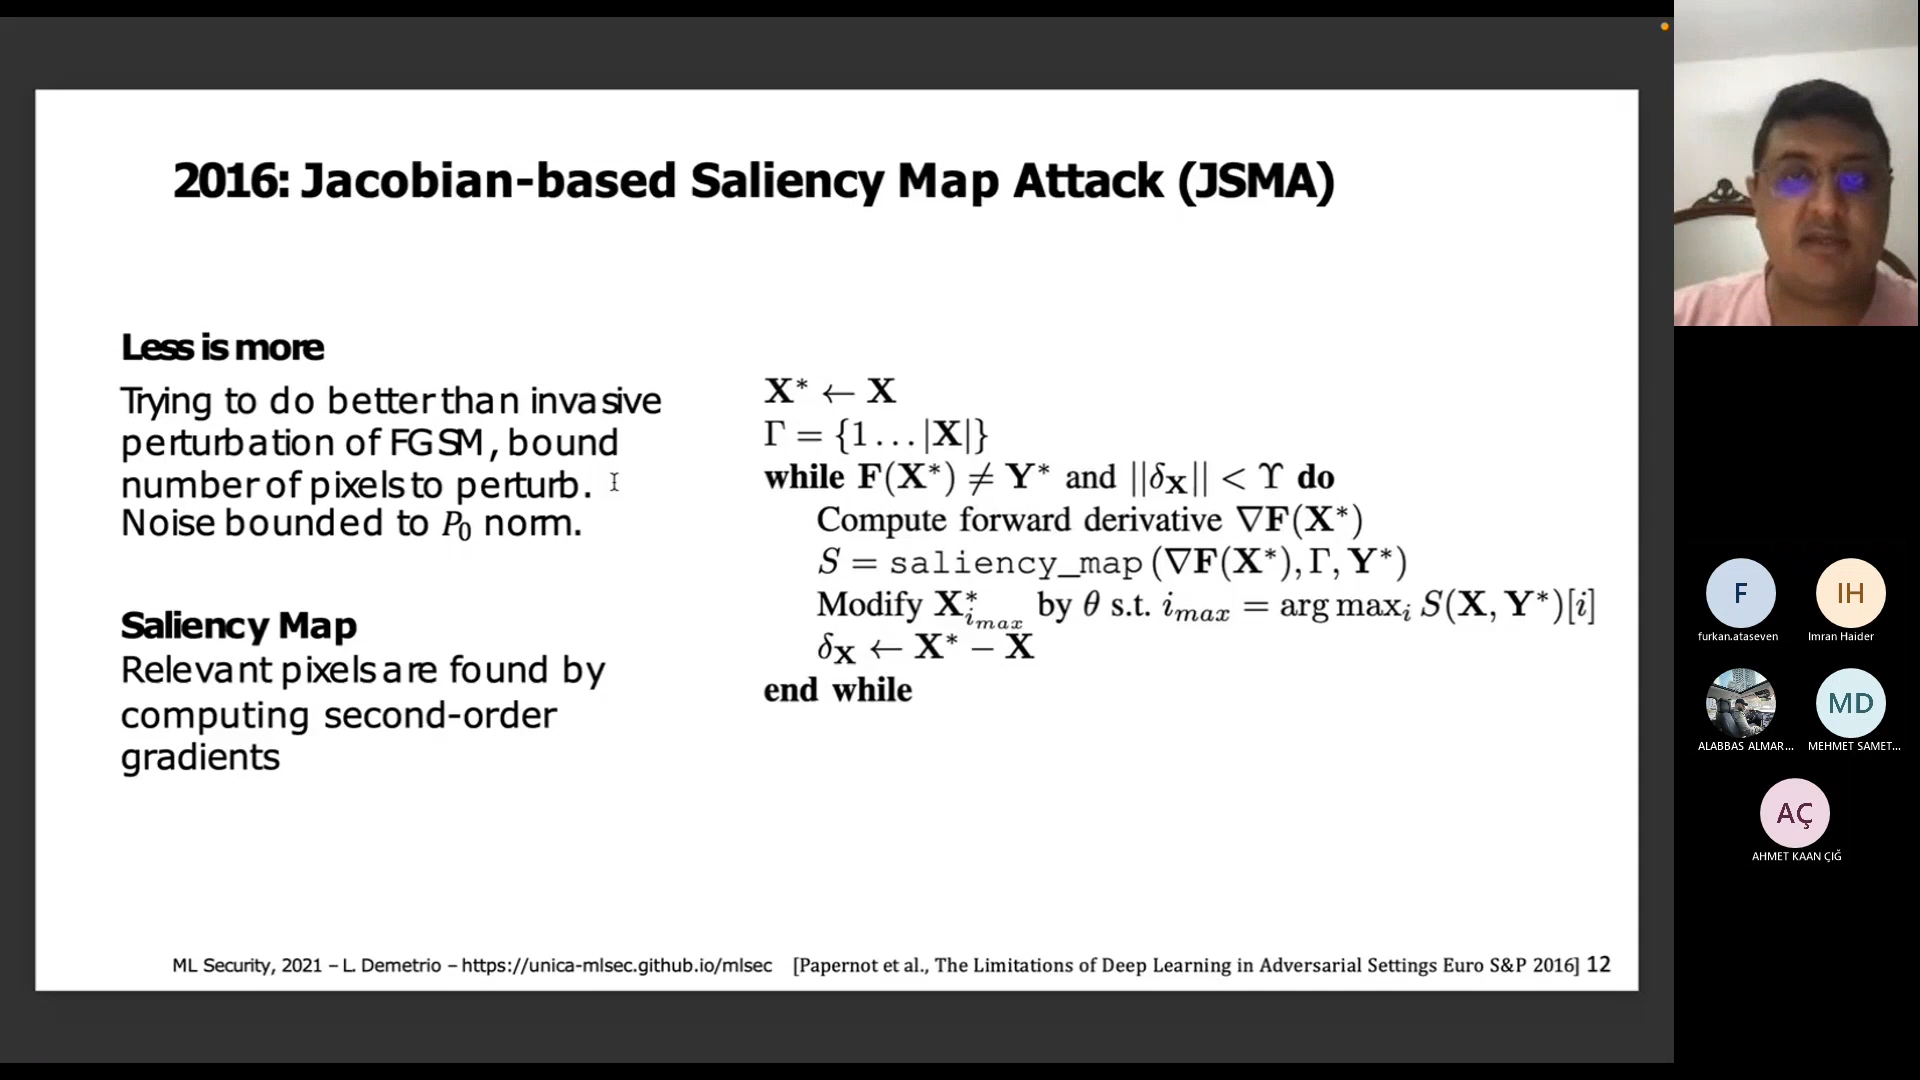 2016: Jacobian-based Saliency Map Attack (JSMA)
Less is more
Trying to do better than invasive
perturbation of FGSM, bound
number of pixels to perturb.
Noise bounded to P₀ norm.
Saliency Map
Relevant pixels are found by
computing second-order
gradients
X* ← X
Γ = {1…|X|}
while F(X*) ≠ Y* and ||δ_X|| < ϒ do
Compute forward derivative ∇F(X*)
S = saliency_map(∇F(X*), Γ, Y*)
Modify X*_{i_max} by θ s.t. i_max = arg max_i S(X, Y*)[i]
δ_X ← X* − X
end while
ML Security, 2021 – L. Demetrio – https://unica-mlsec.github.io/mlsec [Papernot et al., The Limitations of Deep Learning in Adversarial Settings Euro S&P 2016] 12
F
furkan.ataseven
IH
Imran Haider
ALABBAS ALMAR...
MD
MEHMET SAMET...
AÇ
AHMET KAAN ÇIĞ